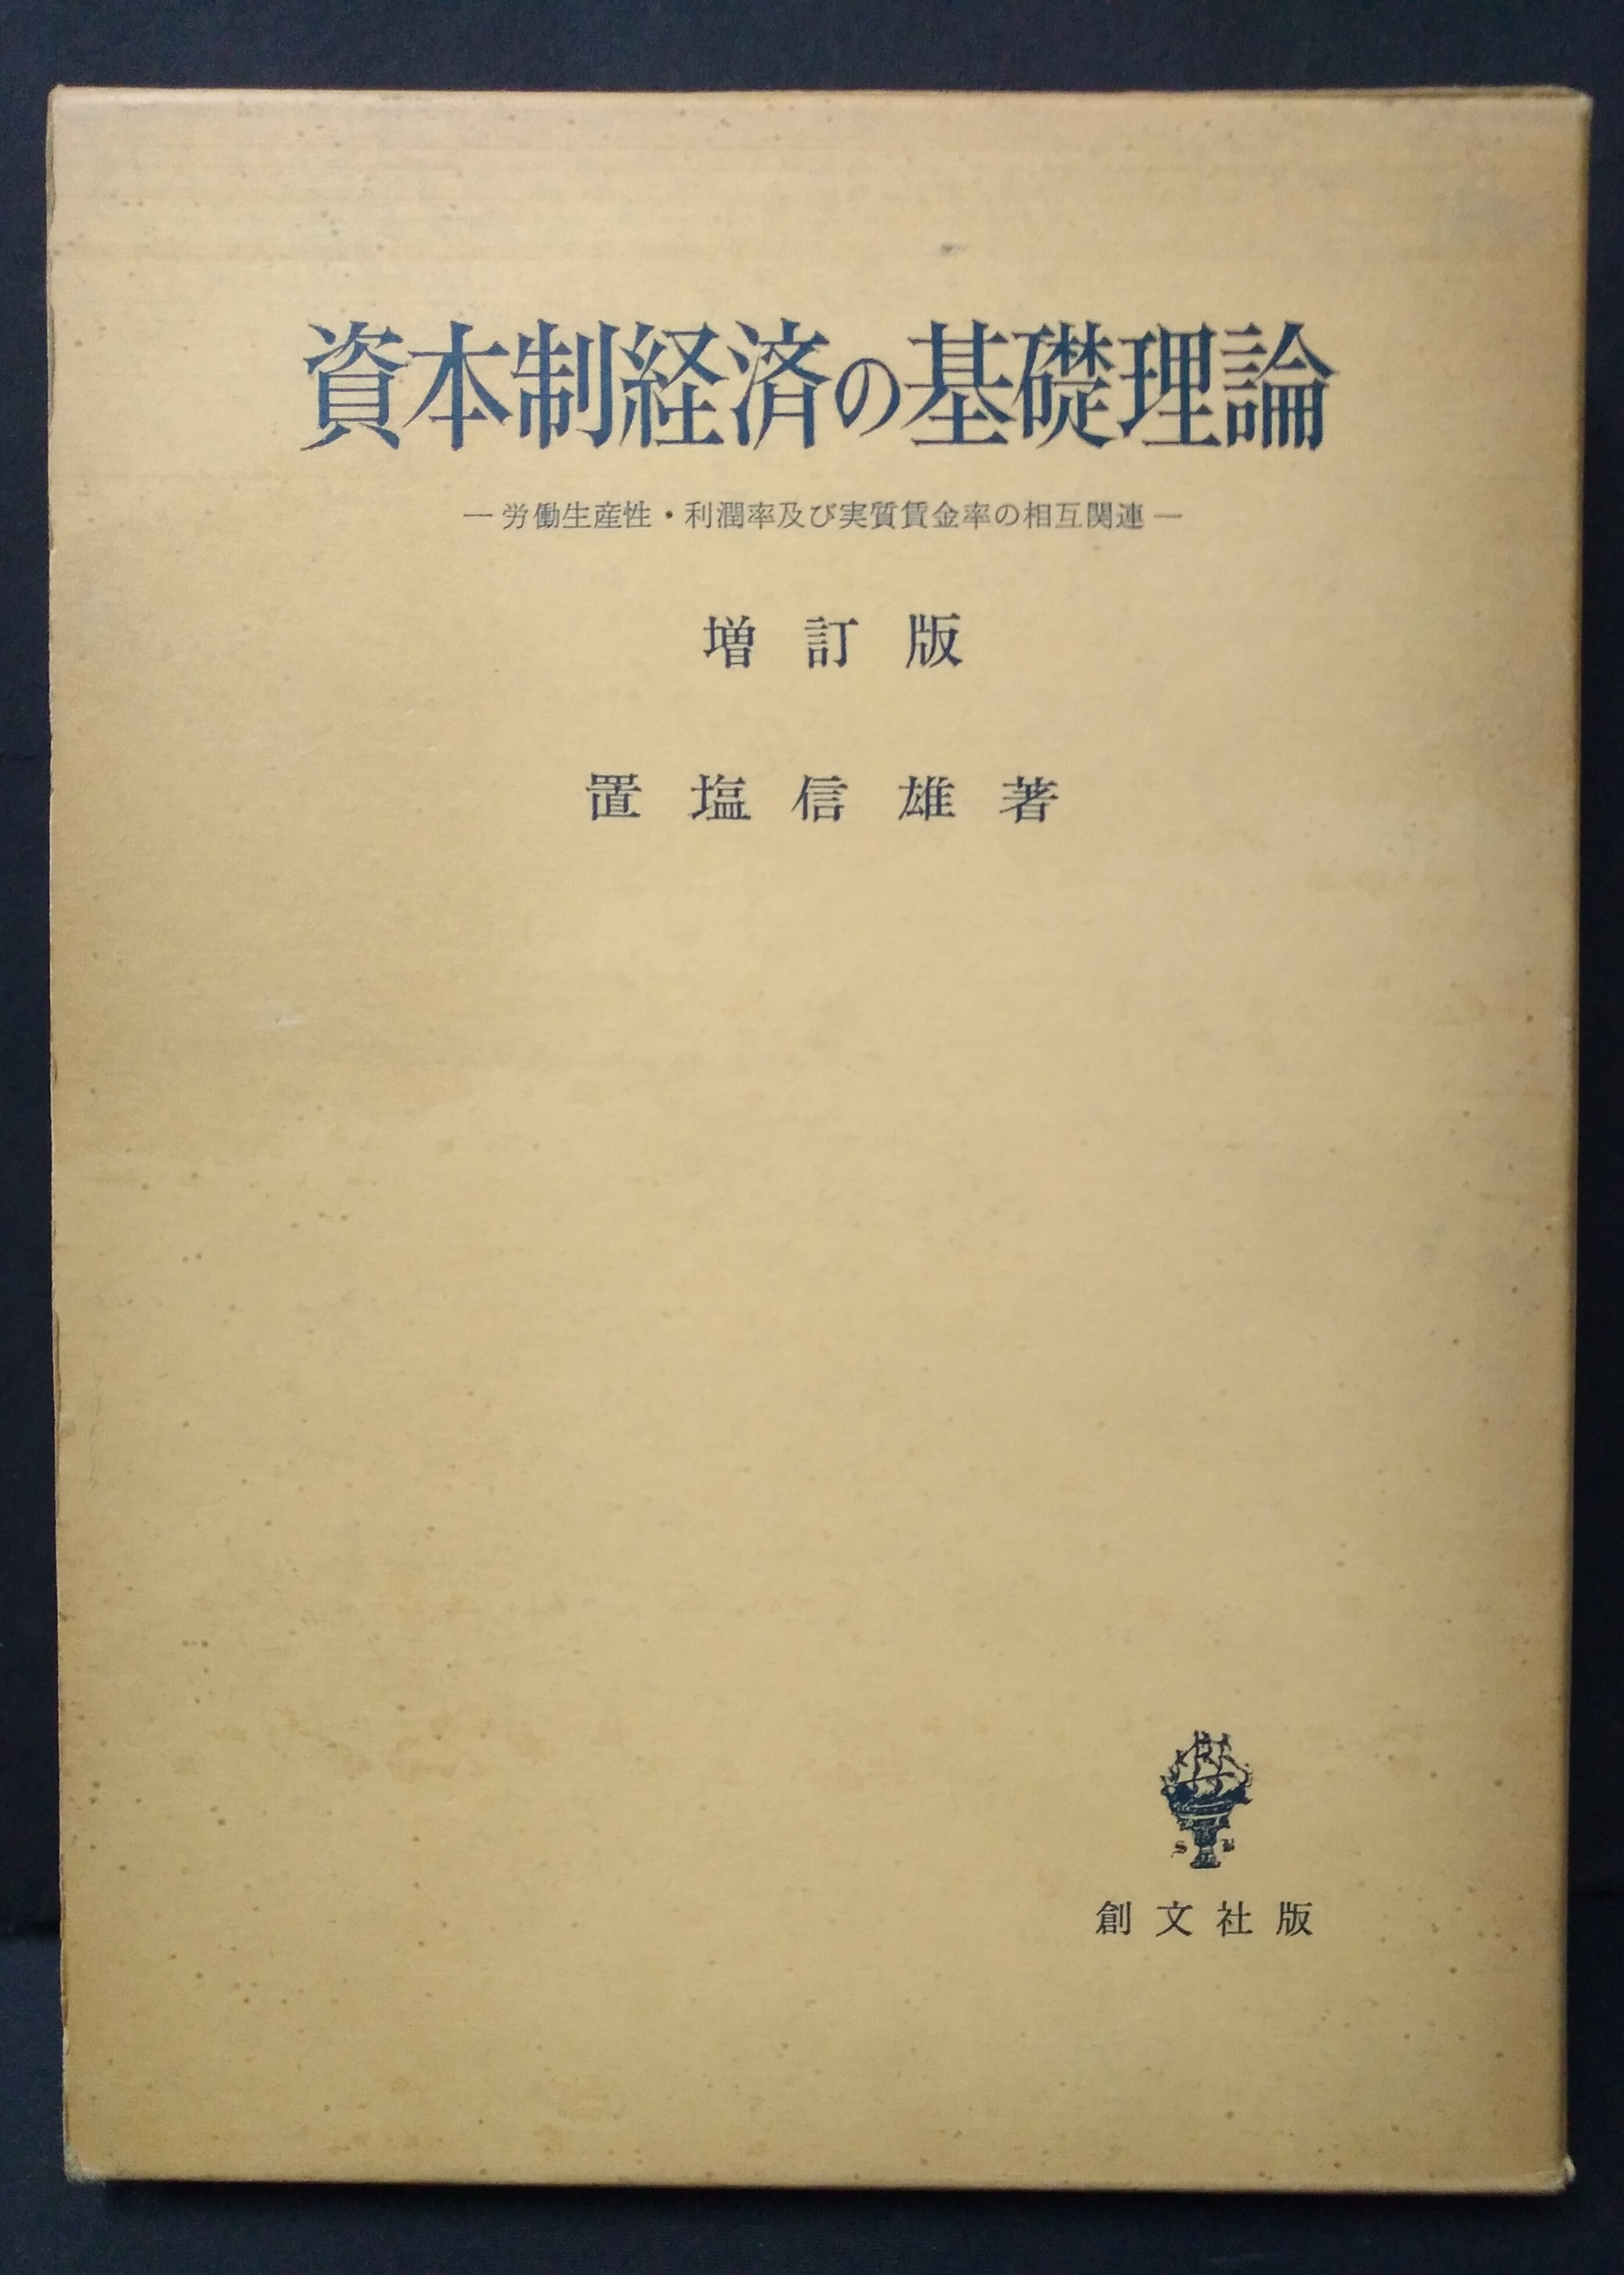 資本制経済の基礎理論
―労働生産性・利潤率及び実質賃金率の相互関連―
増訂版
置塩信雄著
S B
創文社版